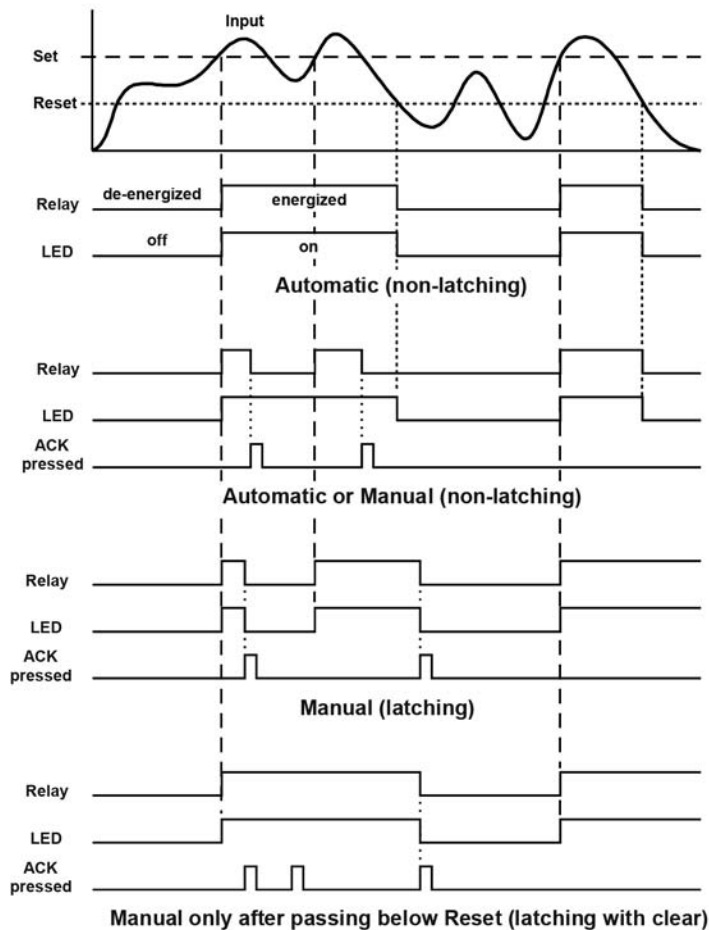 Input
Set
Reset
de-energized
energized
Relay
LED
off
on
Automatic (non-latching)
Relay
LED
ACK
pressed
Automatic or Manual (non-latching)
Relay
LED
ACK
pressed
Manual (latching)
Relay
LED
ACK
pressed
Manual only after passing below Reset (latching with clear)